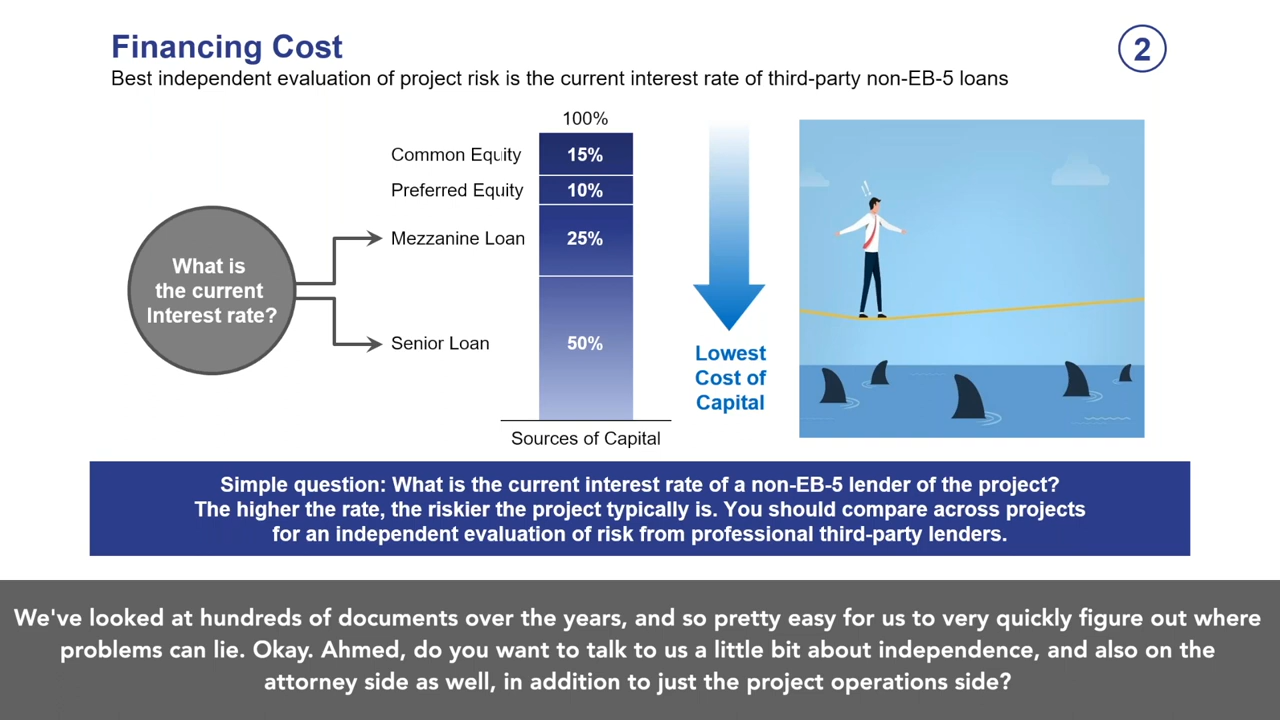 Financing Cost
2
Best independent evaluation of project risk is the current interest rate of third-party non-EB-5 loans
100%
Common Equity
15%
Preferred Equity
10%
Mezzanine Loan
25%
Senior Loan
50%
Sources of Capital
What is
the current
Interest rate?
Lowest
Cost of
Capital
Simple question: What is the current interest rate of a non-EB-5 lender of the project?
The higher the rate, the riskier the project typically is. You should compare across projects
for an independent evaluation of risk from professional third-party lenders.
We've looked at hundreds of documents over the years, and so pretty easy for us to very quickly figure out where
problems can lie. Okay. Ahmed, do you want to talk to us a little bit about independence, and also on the
attorney side as well, in addition to just the project operations side?